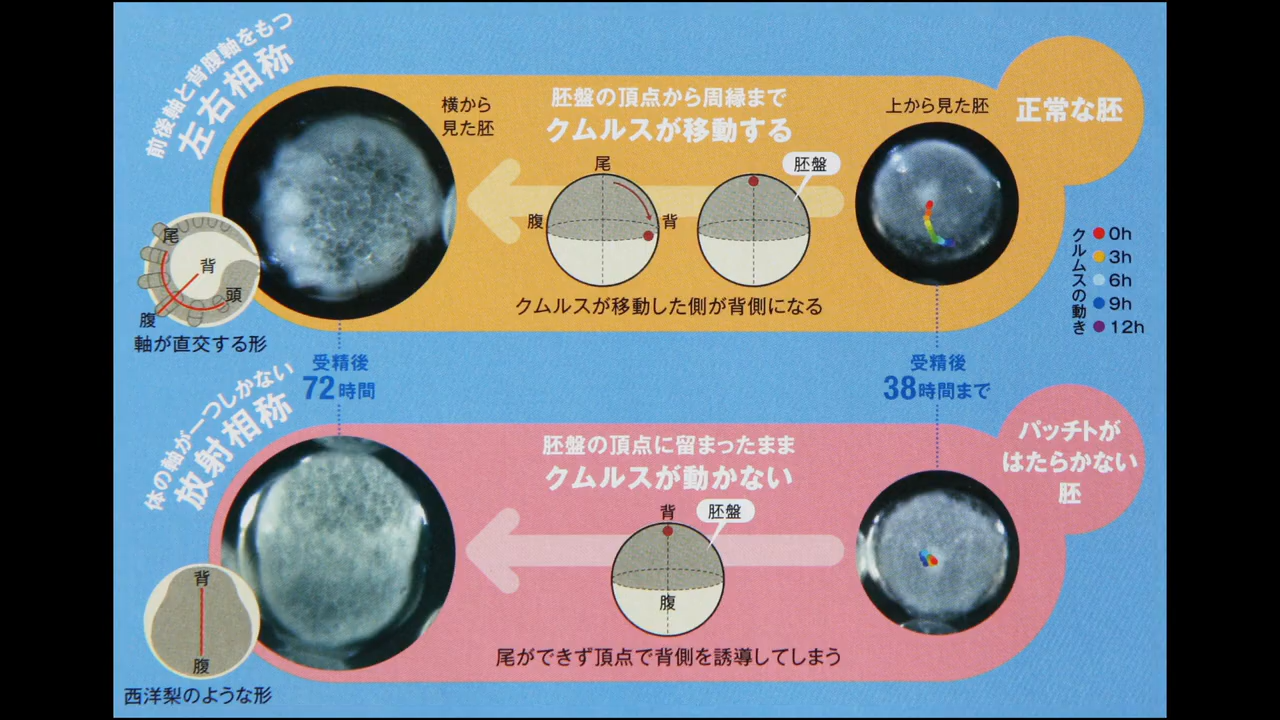 前後軸と背腹軸をもつ
左右相称
横から
見た胚
胚盤の頂点から周縁まで
クムルスが移動する
上から見た胚
正常な胚
尾
胚盤
腹
背
クムルスが移動した側が背側になる
クルムスの動き
0h
3h
6h
9h
12h
尾
背
頭
腹
軸が直交する形
受精後
72時間
受精後
38時間まで
体の軸が一つしかない
放射相称
胚盤の頂点に留まったまま
クムルスが動かない
パッチトが
はたらかない
胚
背
胚盤
腹
尾ができず頂点で背側を誘導してしまう
背
腹
西洋梨のような形